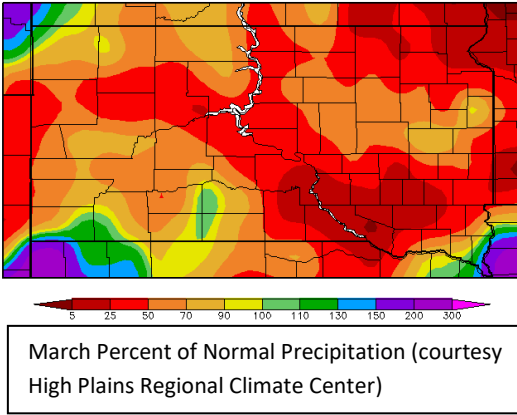 5 25 50 70 90 100 110 130 150 200 300
March Percent of Normal Precipitation (courtesy
High Plains Regional Climate Center)